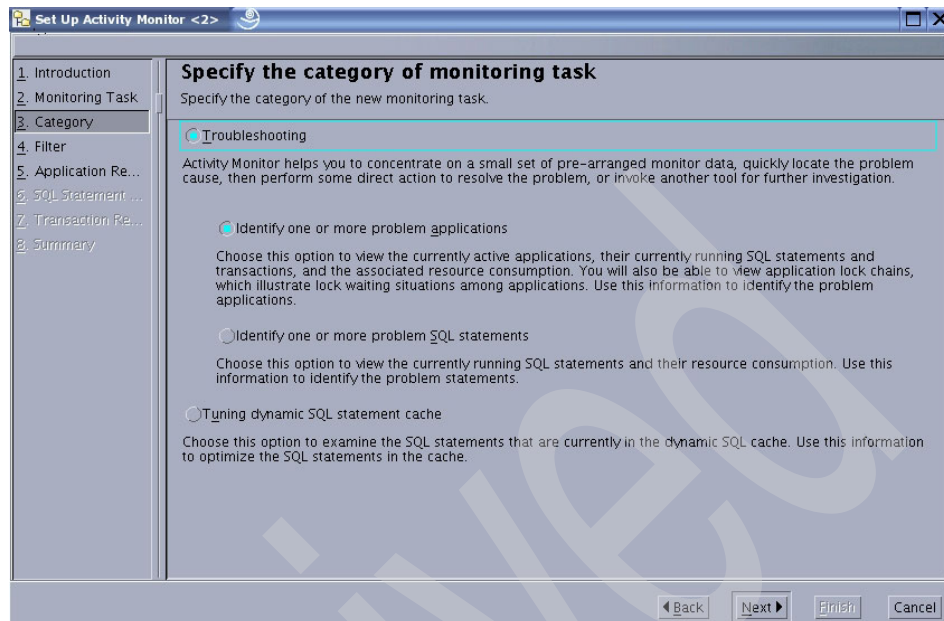 Set Up Activity Monitor <2>
1. Introduction
2. Monitoring Task
3. Category
4. Filter
5. Application Re...
6. SQL Statement ...
7. Transaction Re...
8. Summary
Specify the category of monitoring task
Specify the category of the new monitoring task.
Troubleshooting
Activity Monitor helps you to concentrate on a small set of pre-arranged monitor data, quickly locate the problem
cause, then perform some direct action to resolve the problem, or invoke another tool for further investigation.
Identify one or more problem applications
Choose this option to view the currently active applications, their currently running SQL statements and
transactions, and the associated resource consumption. You will also be able to view application lock chains,
which illustrate lock waiting situations among applications. Use this information to identify the problem
applications.
Identify one or more problem SQL statements
Choose this option to view the currently running SQL statements and their resource consumption. Use this
information to identify the problem statements.
Tuning dynamic SQL statement cache
Choose this option to examine the SQL statements that are currently in the dynamic SQL cache. Use this information
to optimize the SQL statements in the cache.
Back Next Finish Cancel
ived